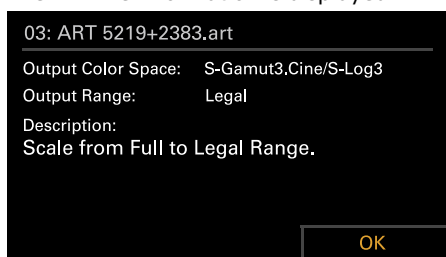 03: ART 5219+2383.art
Output Color Space: S-Gamut3.Cine/S-Log3
Output Range: Legal
Description:
Scale from Full to Legal Range.
OK